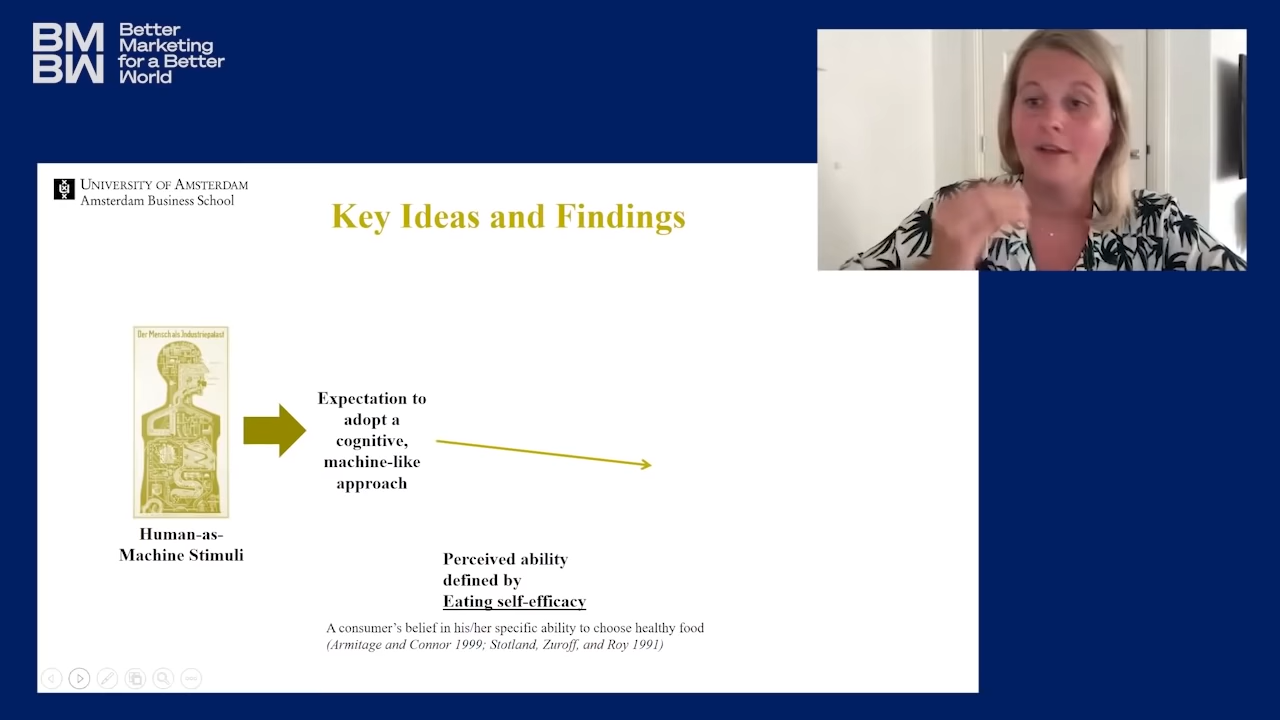 BM
BW
Better
Marketing
for a Better
World
UNIVERSITY OF AMSTERDAM
Amsterdam Business School
Key Ideas and Findings
Der Mensch als Industriepalast
Human-as-
Machine Stimuli
Expectation to
adopt a
cognitive,
machine-like
approach
Perceived ability
defined by
Eating self-efficacy
A consumer’s belief in his/her specific ability to choose healthy food
(Armitage and Connor 1999; Stotland, Zuroff, and Roy 1991)